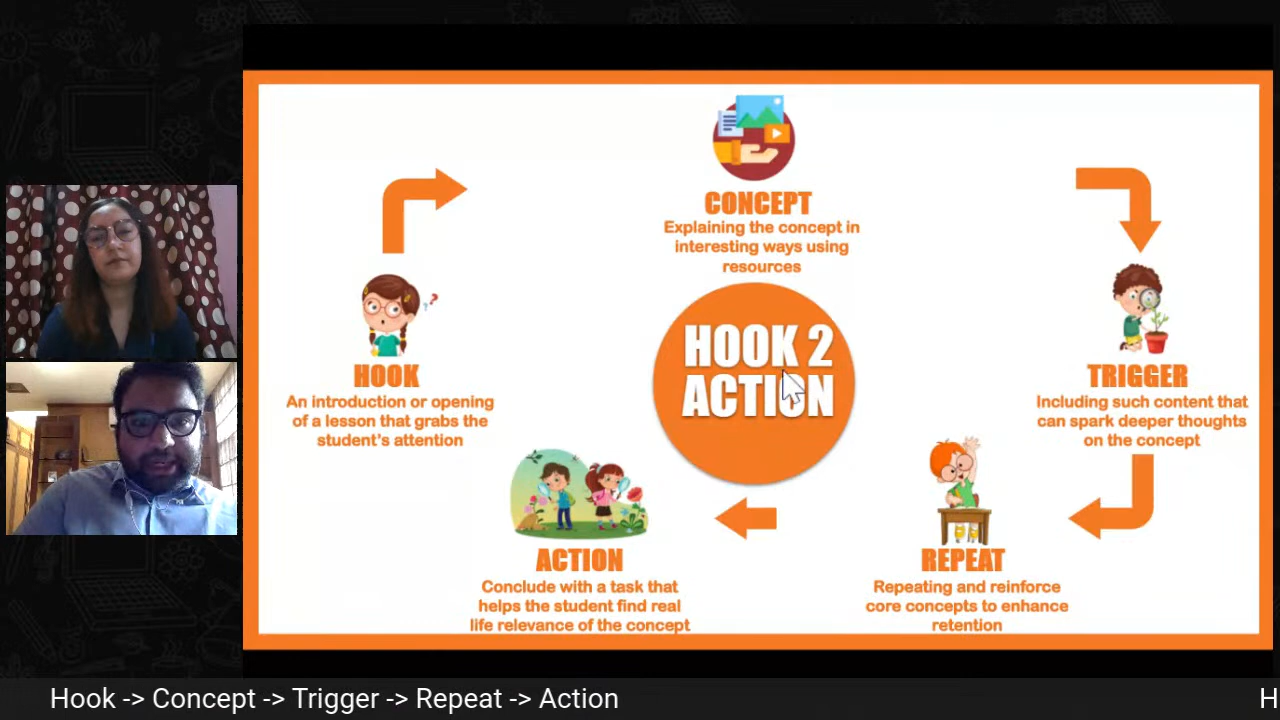 CONCEPT
Explaining the concept in
interesting ways using
resources
HOOK 2
ACTION
HOOK
An introduction or opening
of a lesson that grabs the
student's attention
TRIGGER
Including such content that
can spark deeper thoughts
on the concept
ACTION
Conclude with a task that
helps the student find real
life relevance of the concept
REPEAT
Repeating and reinforce
core concepts to enhance
retention
Hook -> Concept -> Trigger -> Repeat -> Action
H